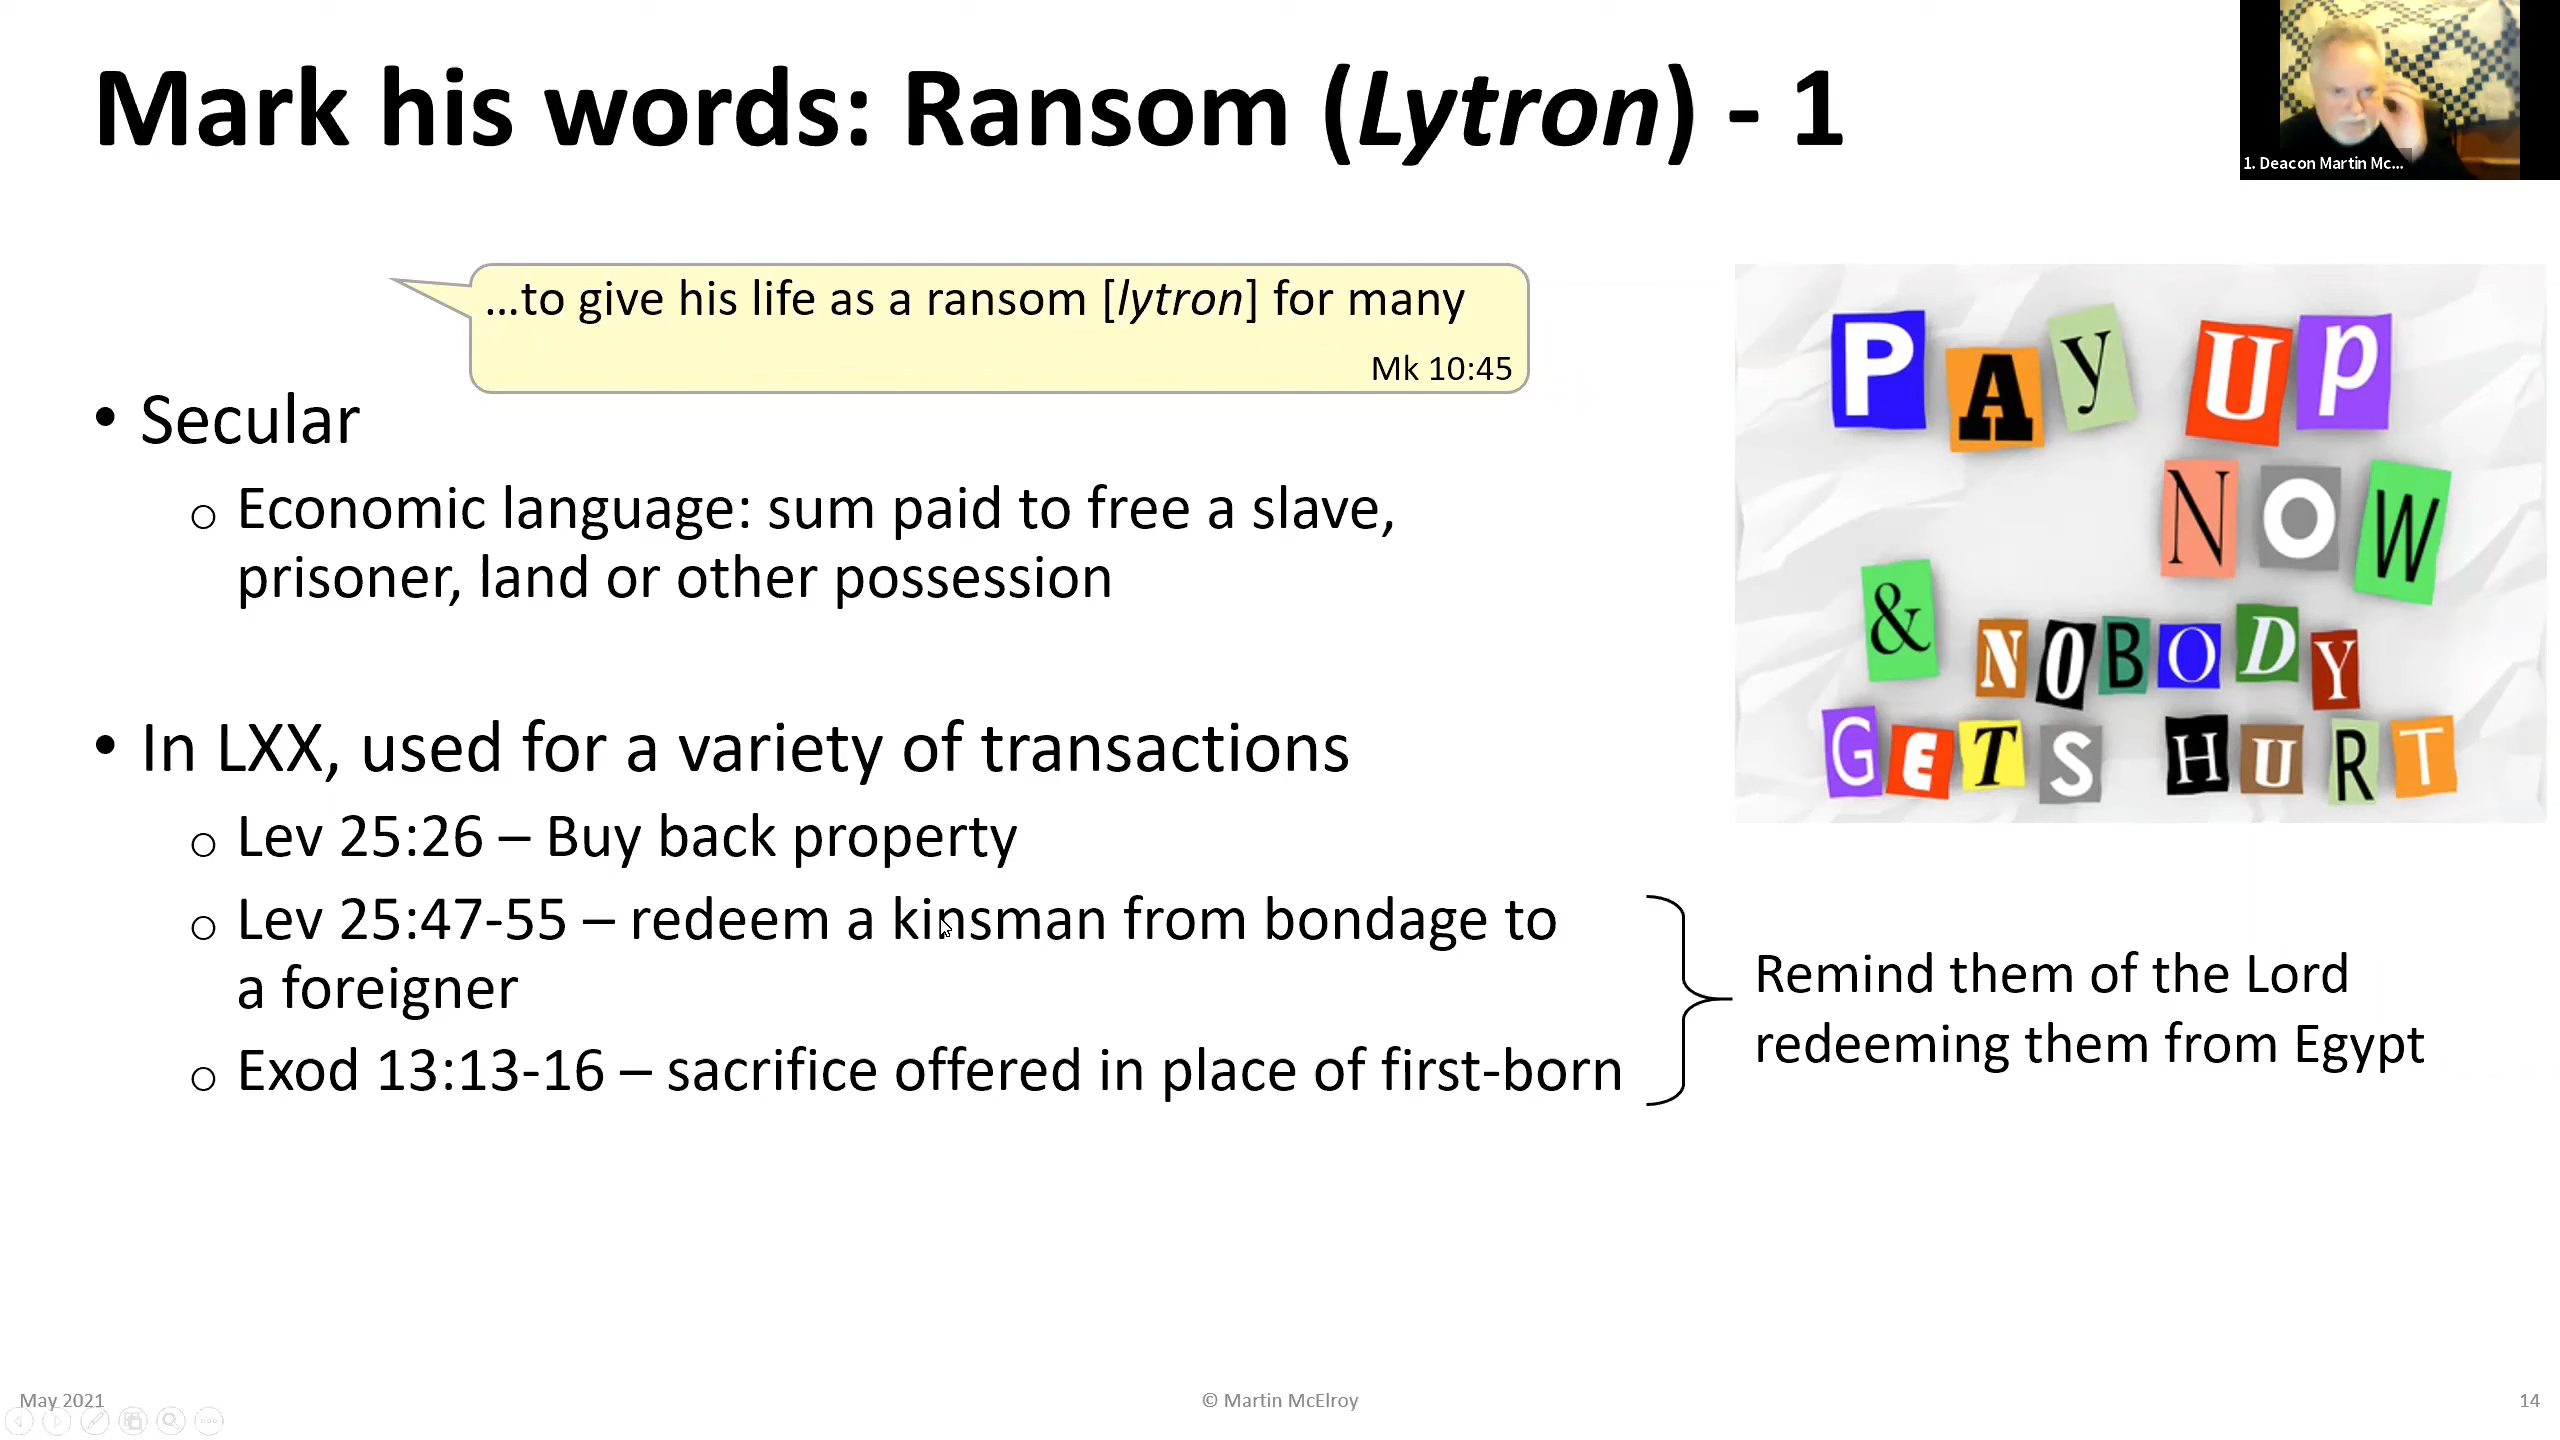 Mark his words: Ransom (Lytron) - 1
1. Deacon Martin Mc...
...to give his life as a ransom [lytron] for many
Mk 10:45
• Secular
o Economic language: sum paid to free a slave,
prisoner, land or other possession
• In LXX, used for a variety of transactions
o Lev 25:26 – Buy back property
o Lev 25:47-55 – redeem a kinsman from bondage to
a foreigner
o Exod 13:13-16 – sacrifice offered in place of first-born
PAy Up
NOW
& NOBODY
GETS HURT
Remind them of the Lord
redeeming them from Egypt
May 2021
© Martin McElroy
14